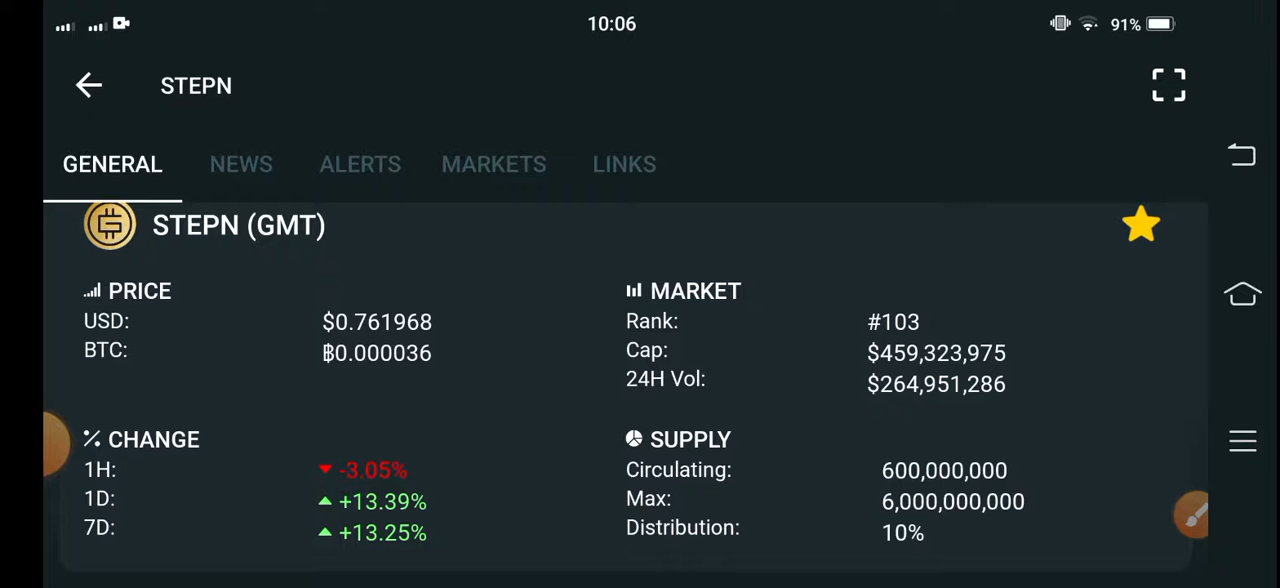 10:06
91%
STEPN
GENERAL NEWS ALERTS MARKETS LINKS
STEPN (GMT)
PRICE
USD: $0.761968
BTC: ฿0.000036
MARKET
Rank: #103
Cap: $459,323,975
24H Vol: $264,951,286
CHANGE
1H: -3.05%
1D: +13.39%
7D: +13.25%
SUPPLY
Circulating: 600,000,000
Max: 6,000,000,000
Distribution: 10%